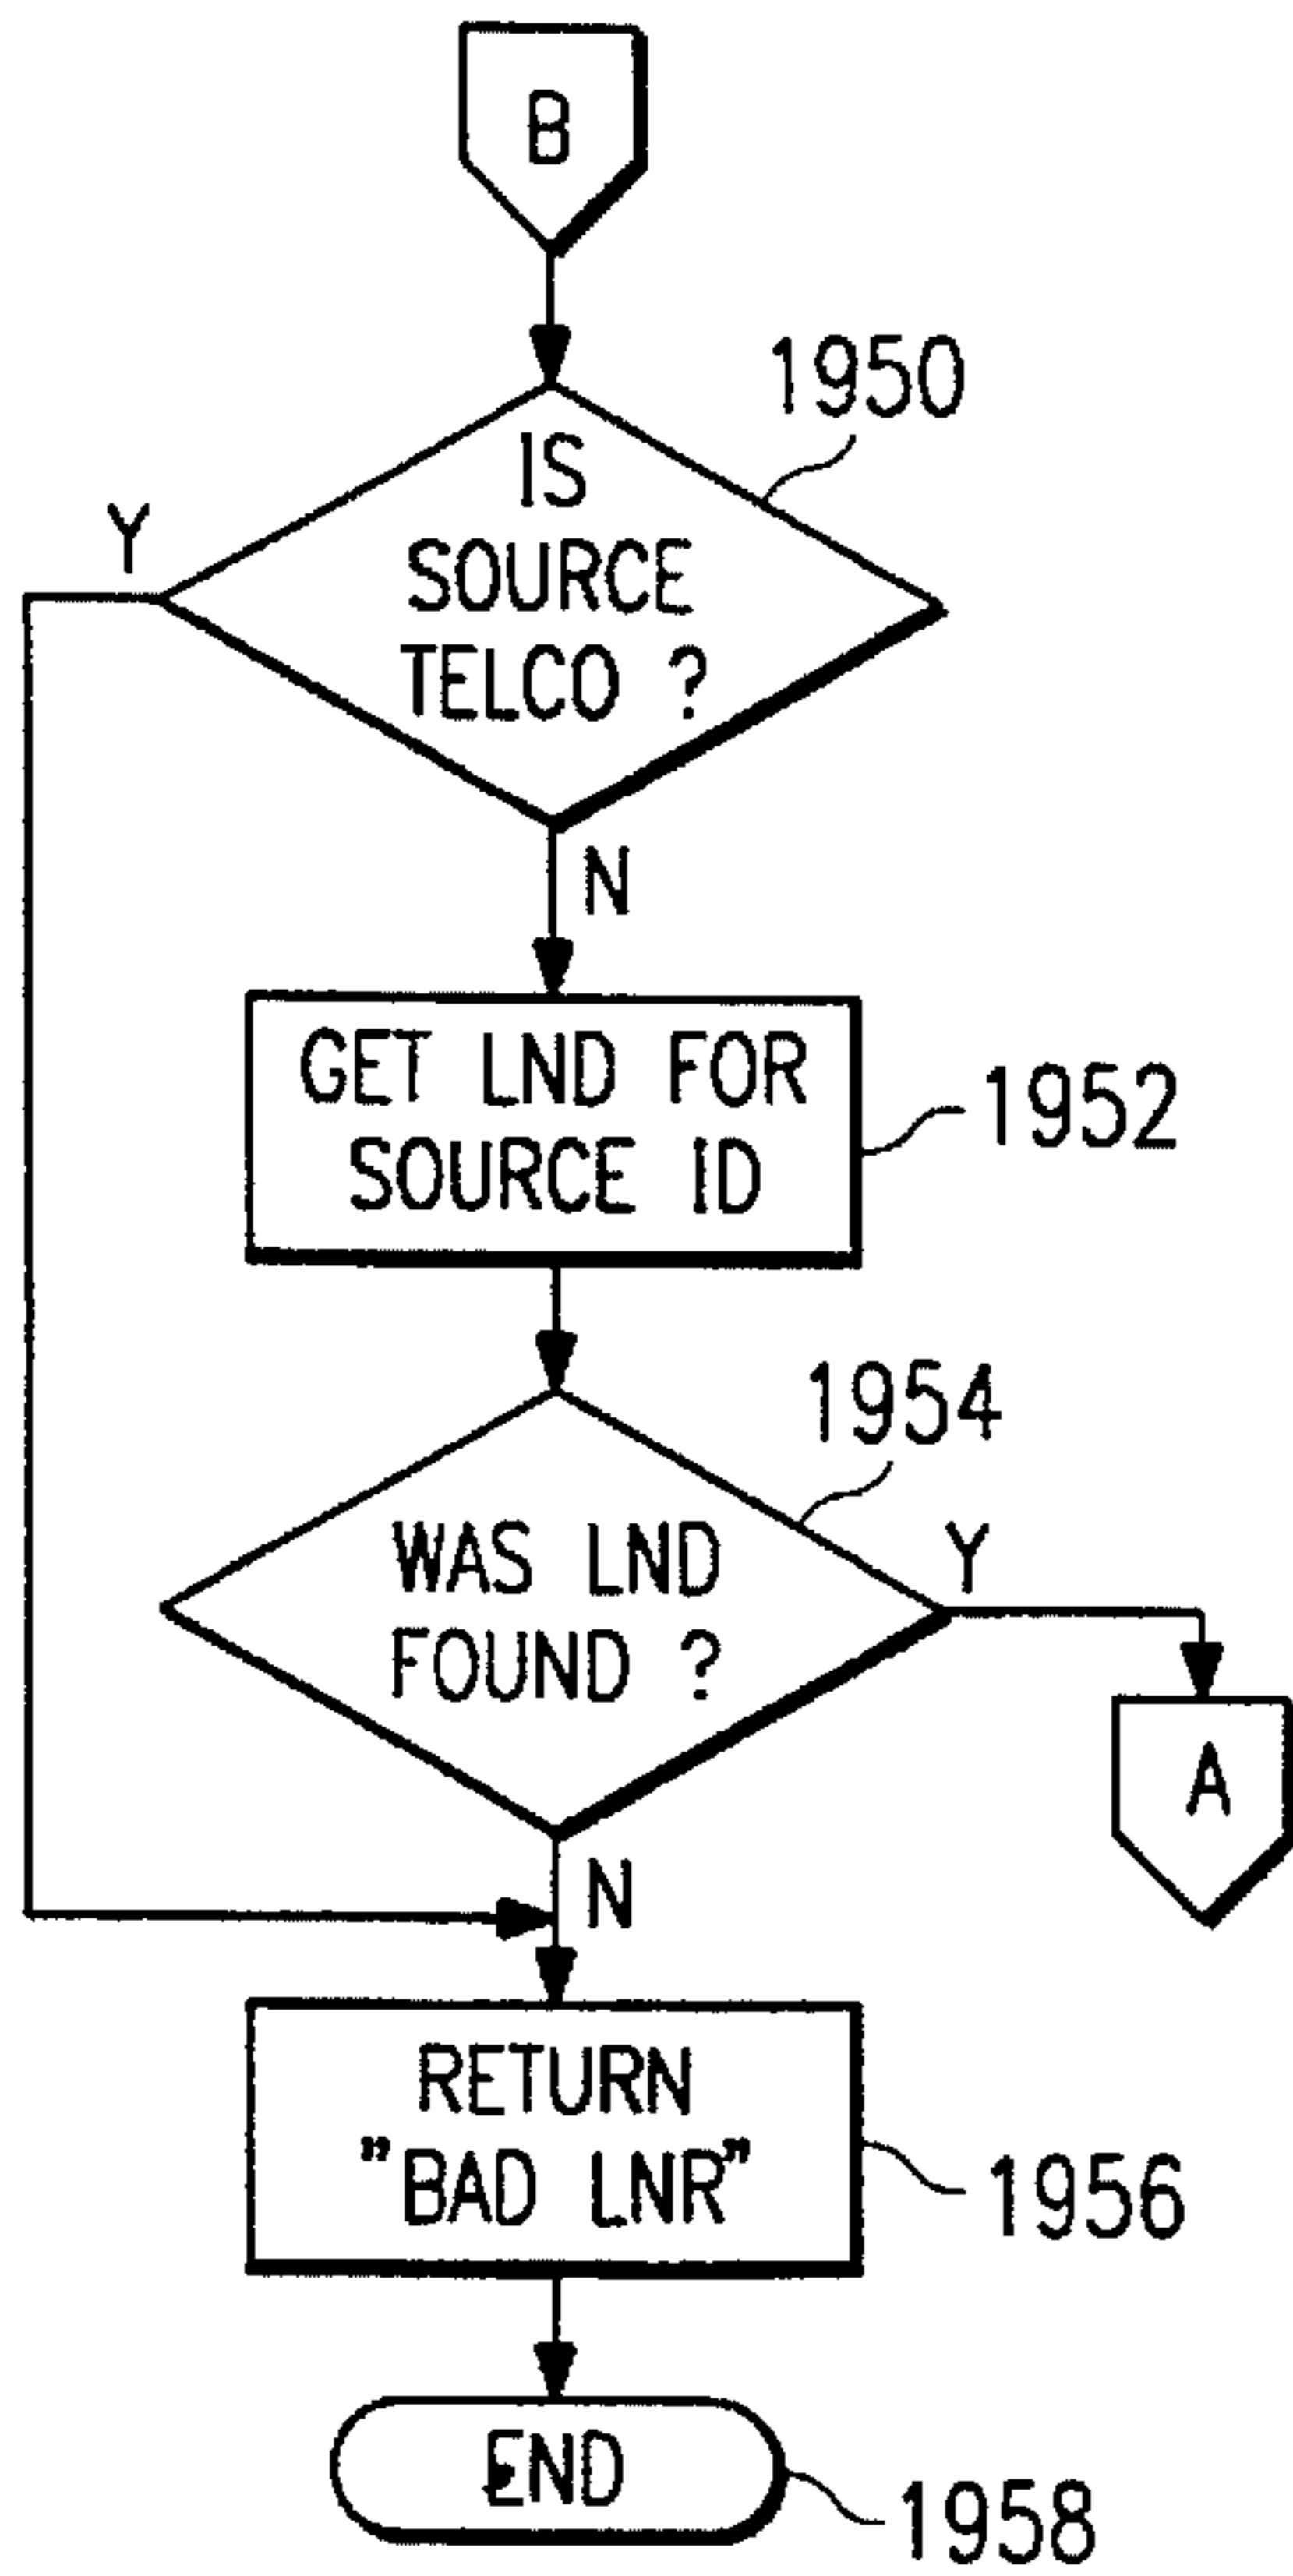 B
1950
IS
SOURCE
TELCO ?
Y
N
GET LND FOR
SOURCE ID
1952
1954
WAS LND
FOUND ?
Y
A
N
RETURN
"BAD LNR"
1956
END
1958